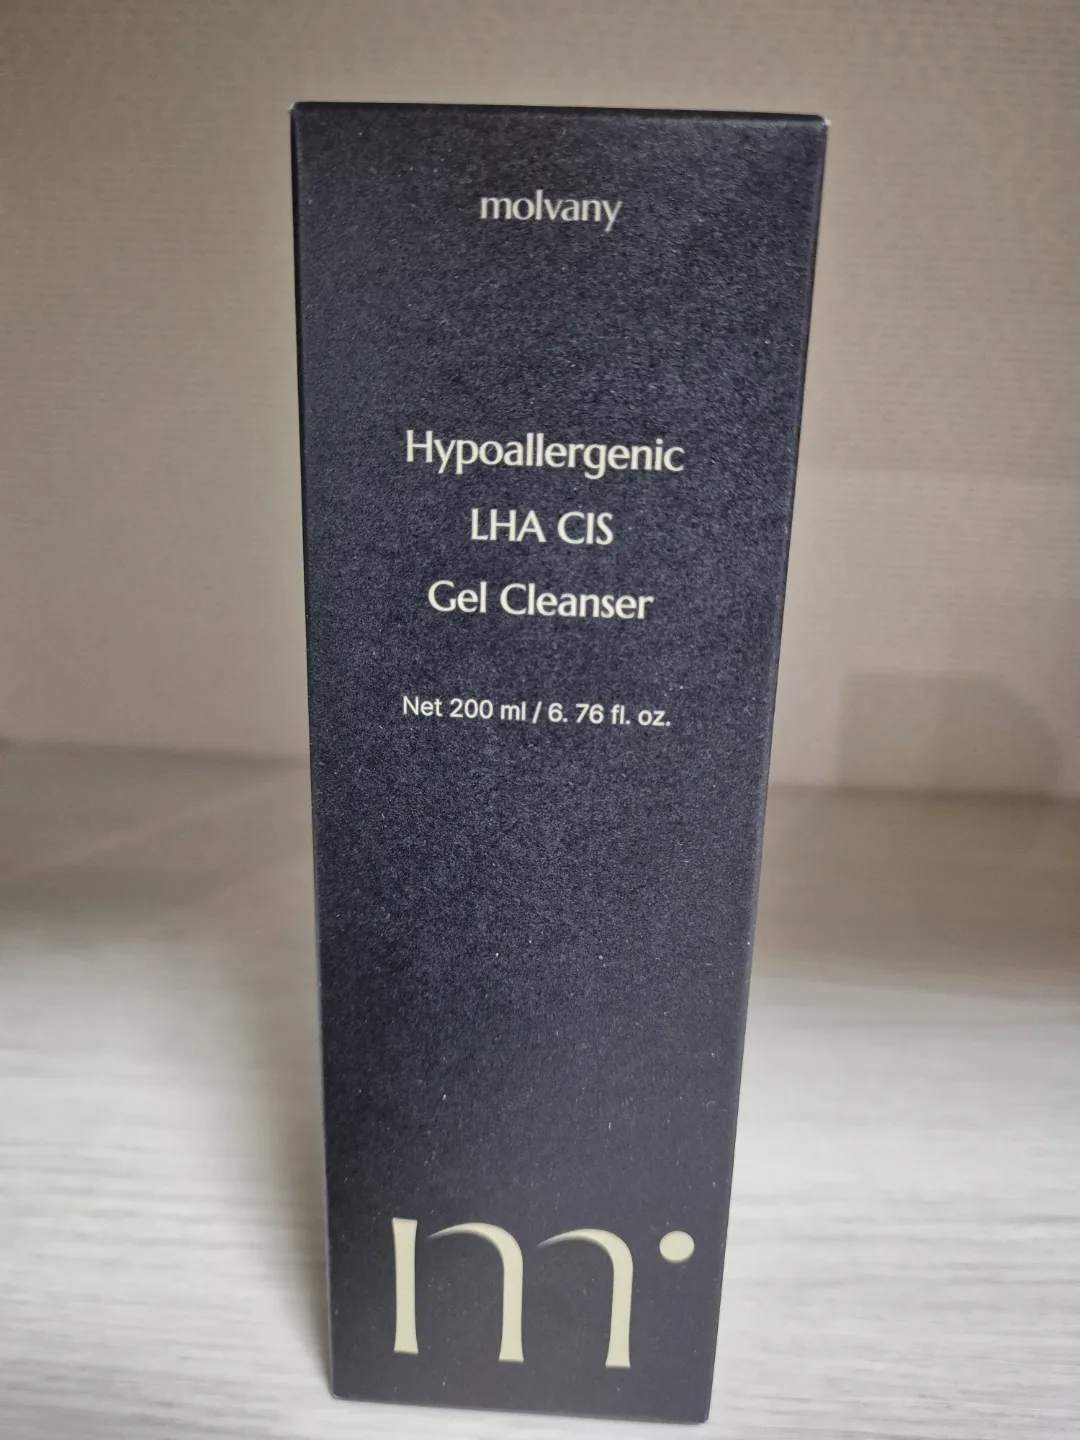 molvany
Hypoallergenic
LHA CIS
Gel Cleanser
Net 200 ml / 6. 76 fl. oz.
m